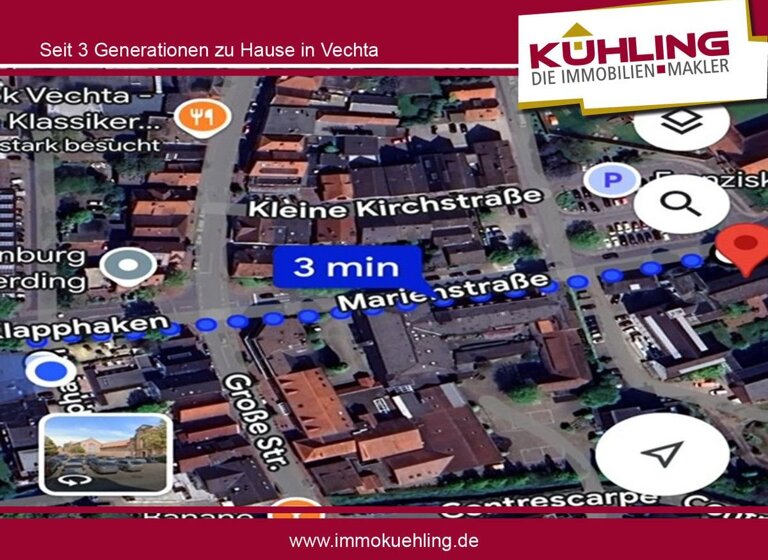 Seit 3 Generationen zu Hause in Vechta
KÜHLING
DIE IMMOBILIEN MAKLER
k Vechta -
Klassiker...
stark besucht
P
Kleine Kirchstraße
Franzisk
nburg
erding
3 min
Marienstraße
Klapphaken
Große Str.
Contrescarpe
www.immokuehling.de